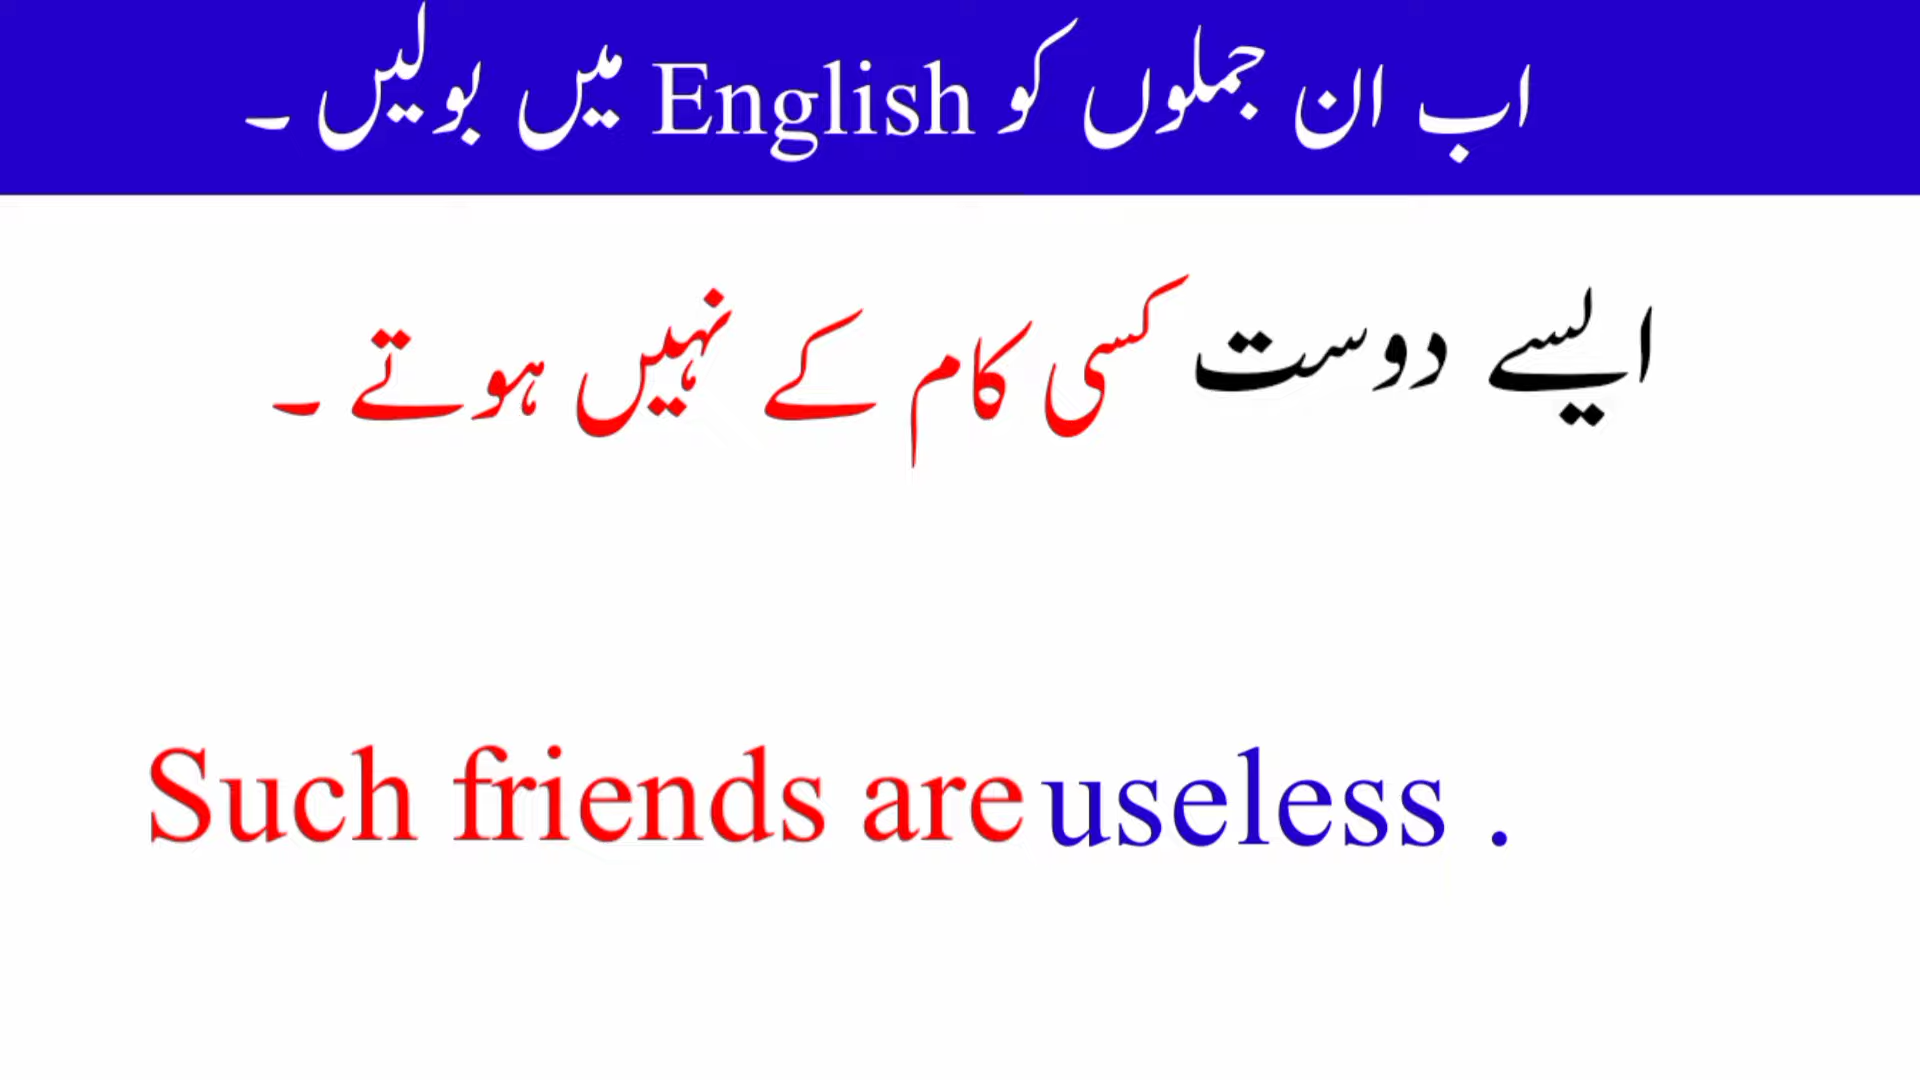 اب ان جملوں کو English میں بولیں ۔
ایسے دوست کسی کام کے نہیں ہوتے ۔
Such friends are useless .